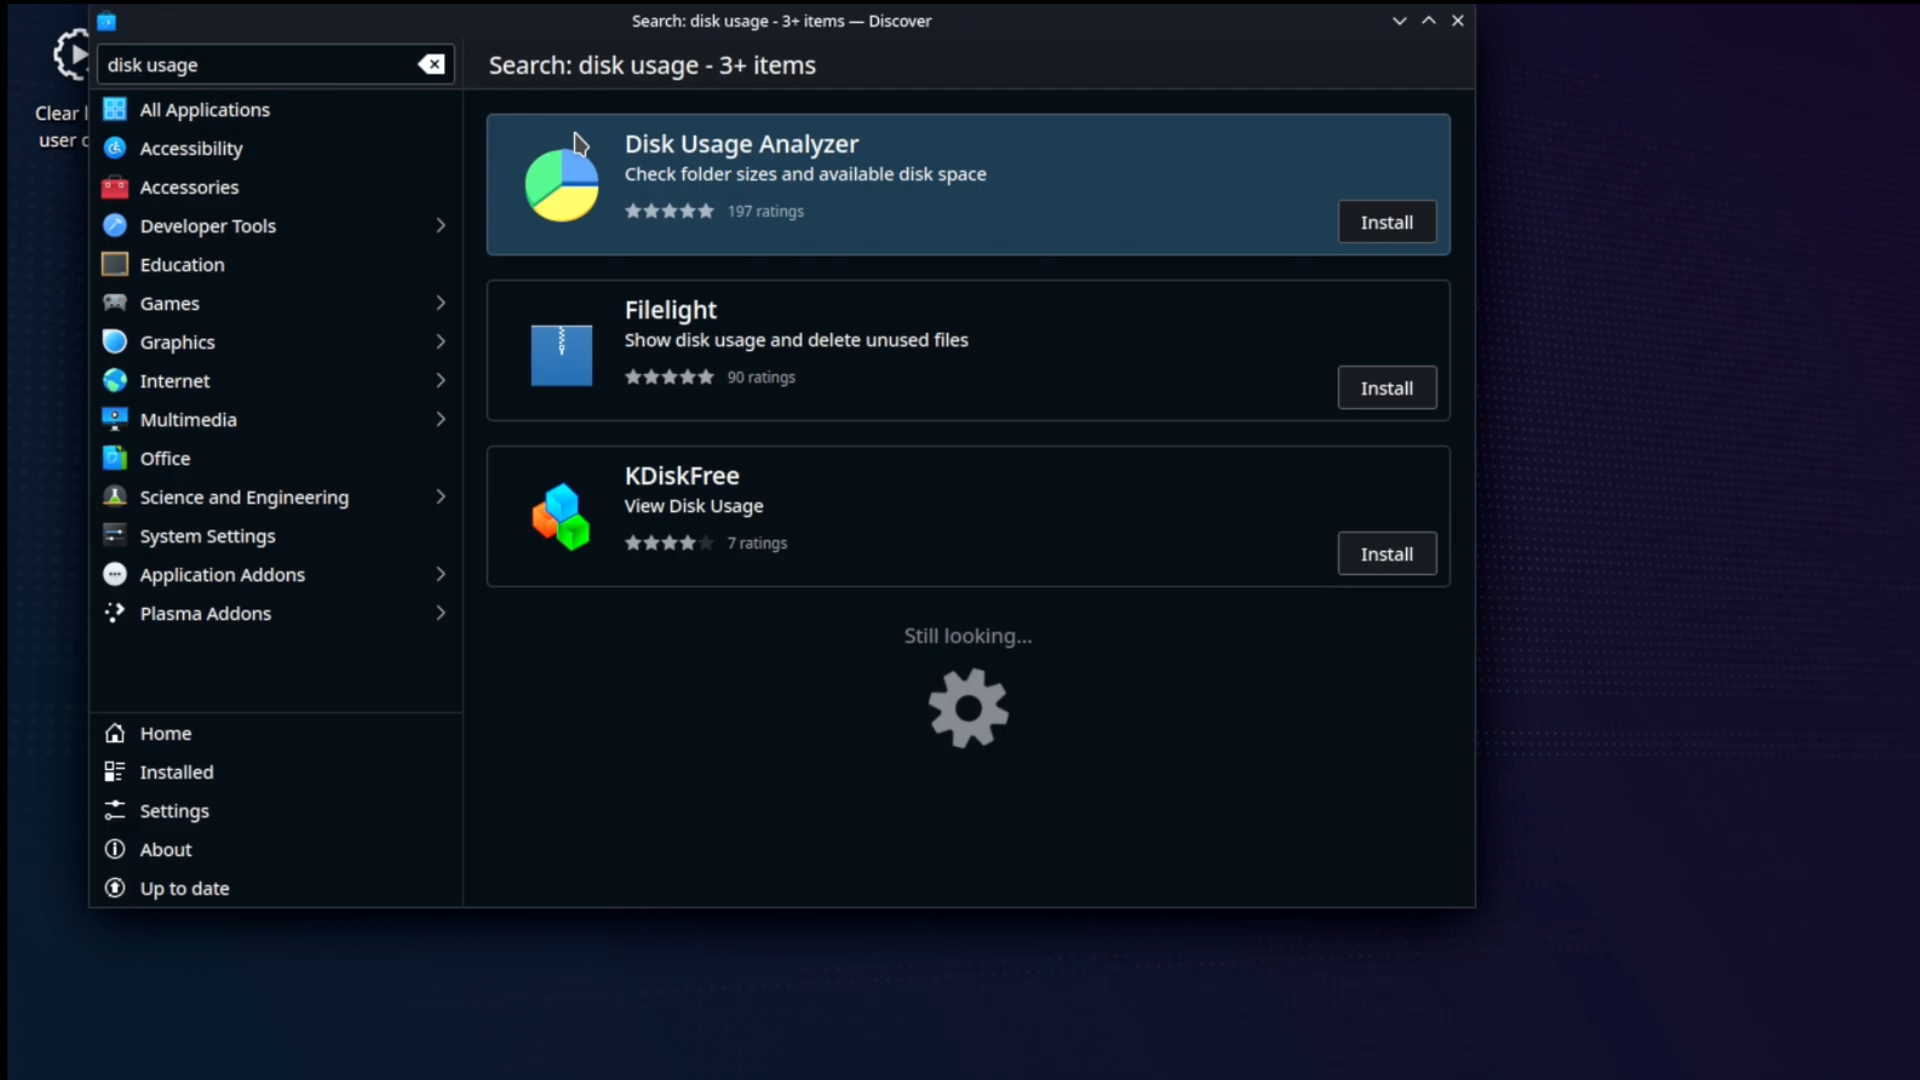 Search: disk usage - 3+ items — Discover
Clear
user
disk usage
All Applications
Accessibility
Accessories
Developer Tools
Education
Games
Graphics
Internet
Multimedia
Office
Science and Engineering
System Settings
Application Addons
Plasma Addons
Home
Installed
Settings
About
Up to date
Search: disk usage - 3+ items
Disk Usage Analyzer
Check folder sizes and available disk space
197 ratings
Install
Filelight
Show disk usage and delete unused files
90 ratings
Install
KDiskFree
View Disk Usage
7 ratings
Install
Still looking...